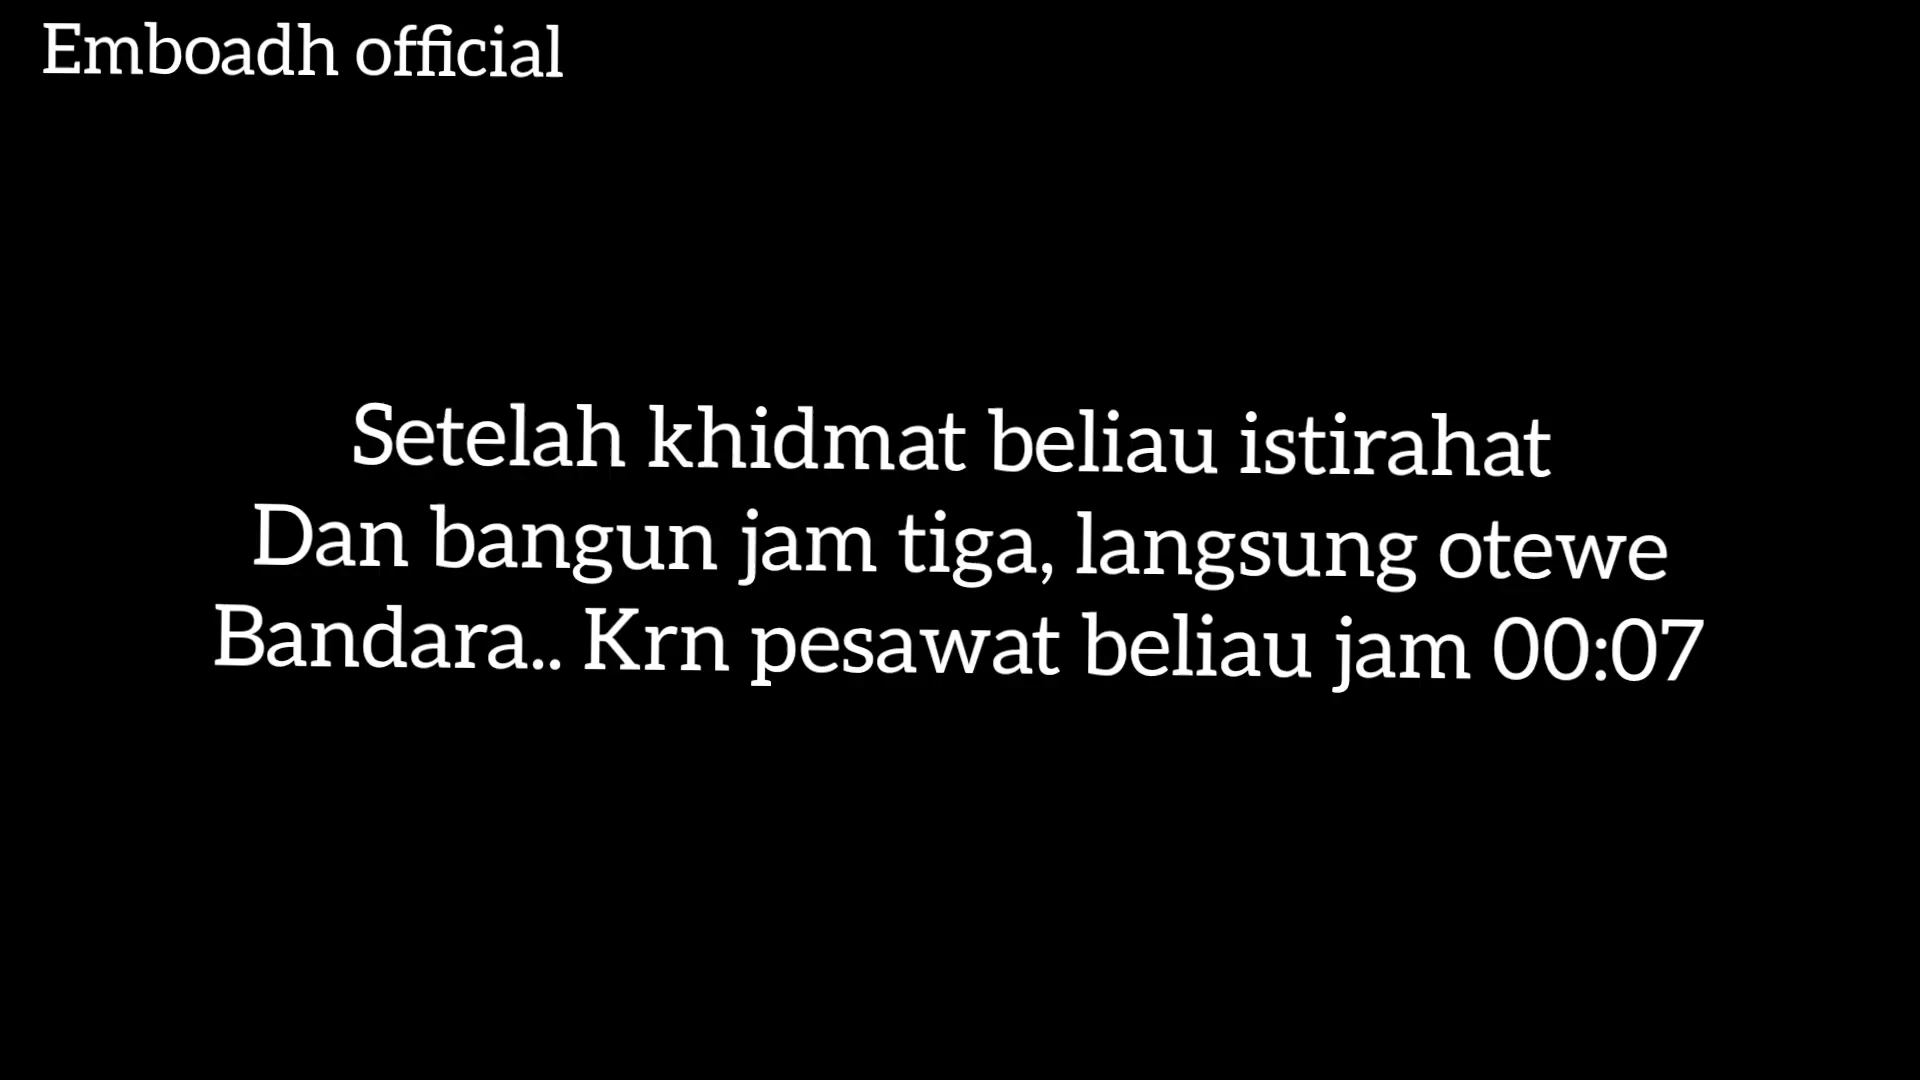 Emboadh official
Setelah khidmat beliau istirahat
Dan bangun jam tiga, langsung otewe
Bandara.. Krn pesawat beliau jam 00:07